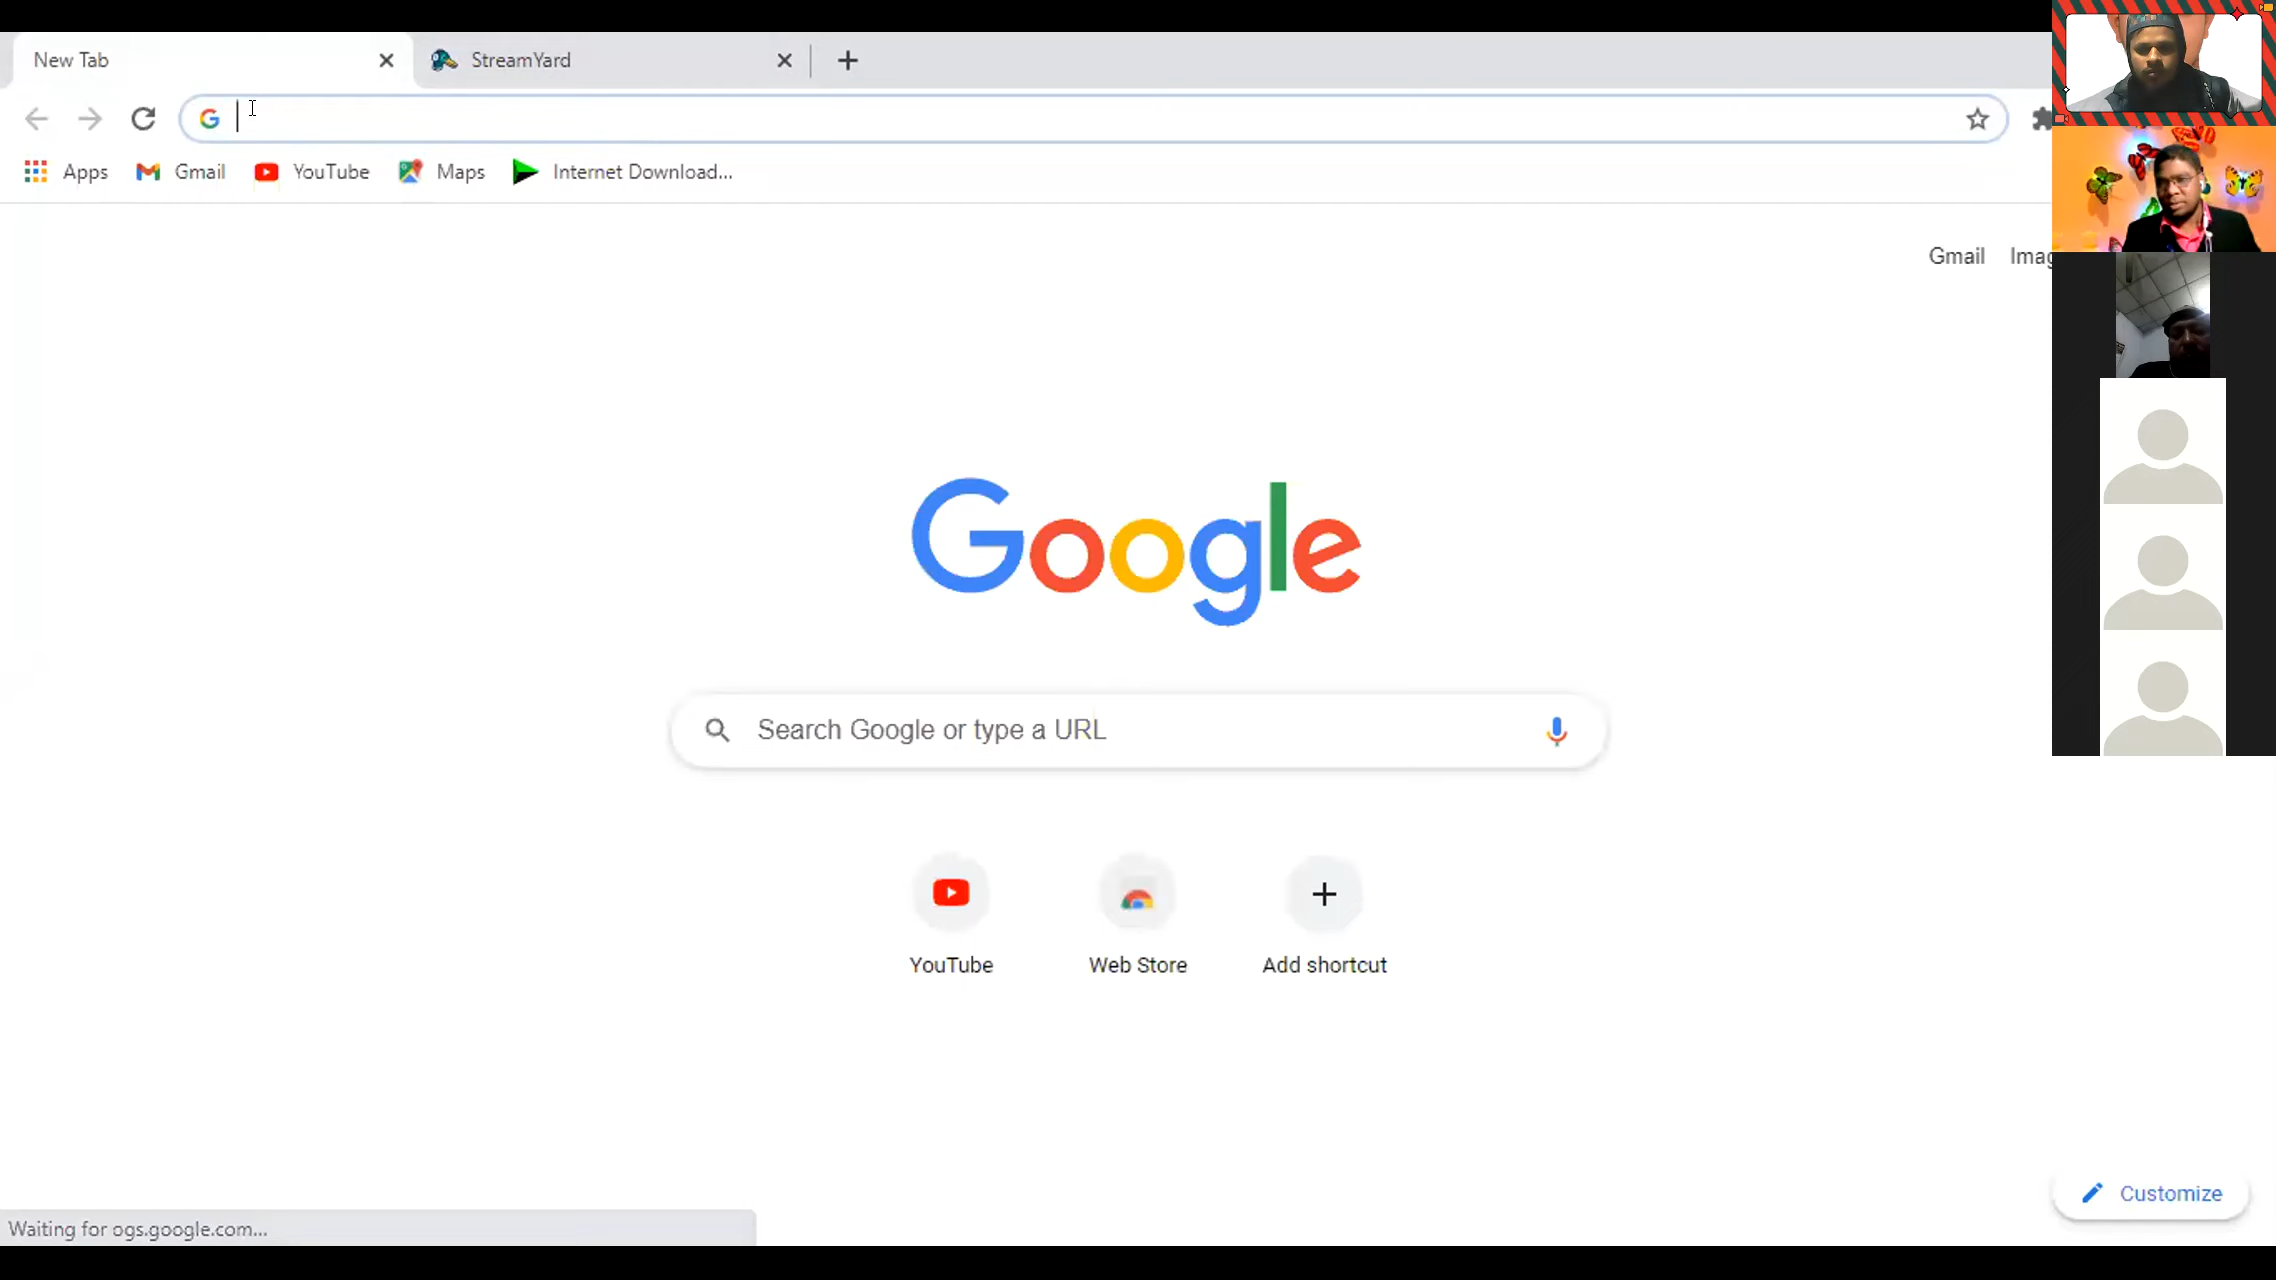 New Tab
StreamYard
Apps
Gmail
YouTube
Maps
Internet Download...
Gmail
Google
Search Google or type a URL
YouTube
Web Store
Add shortcut
Customize
Waiting for ogs.google.com...